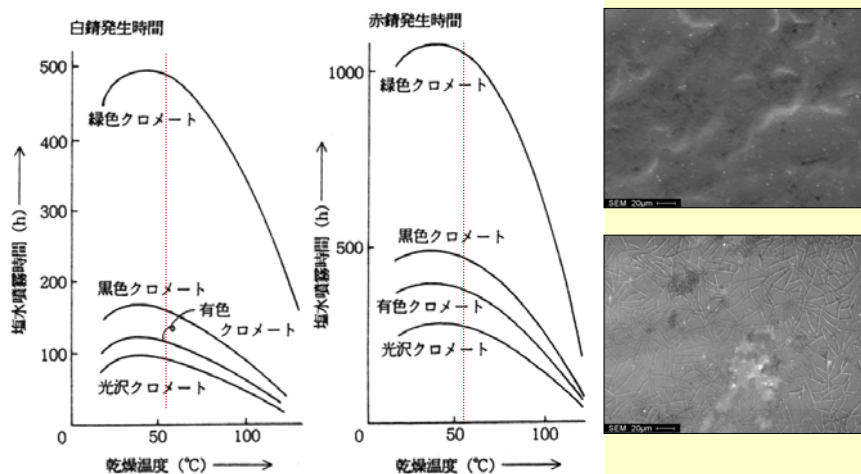 白錆発生時間
500
400
300
200
100
0
50
100
塩水噴霧時間 (h)
乾燥温度 (℃)
緑色クロメート
黒色クロメート
有色
クロメート
光沢クロメート
赤錆発生時間
1000
500
0
50
100
塩水噴霧時間 (h)
乾燥温度 (℃)
緑色クロメート
黒色クロメート
有色クロメート
光沢クロメート
SEM 20μm
SEM 20μm